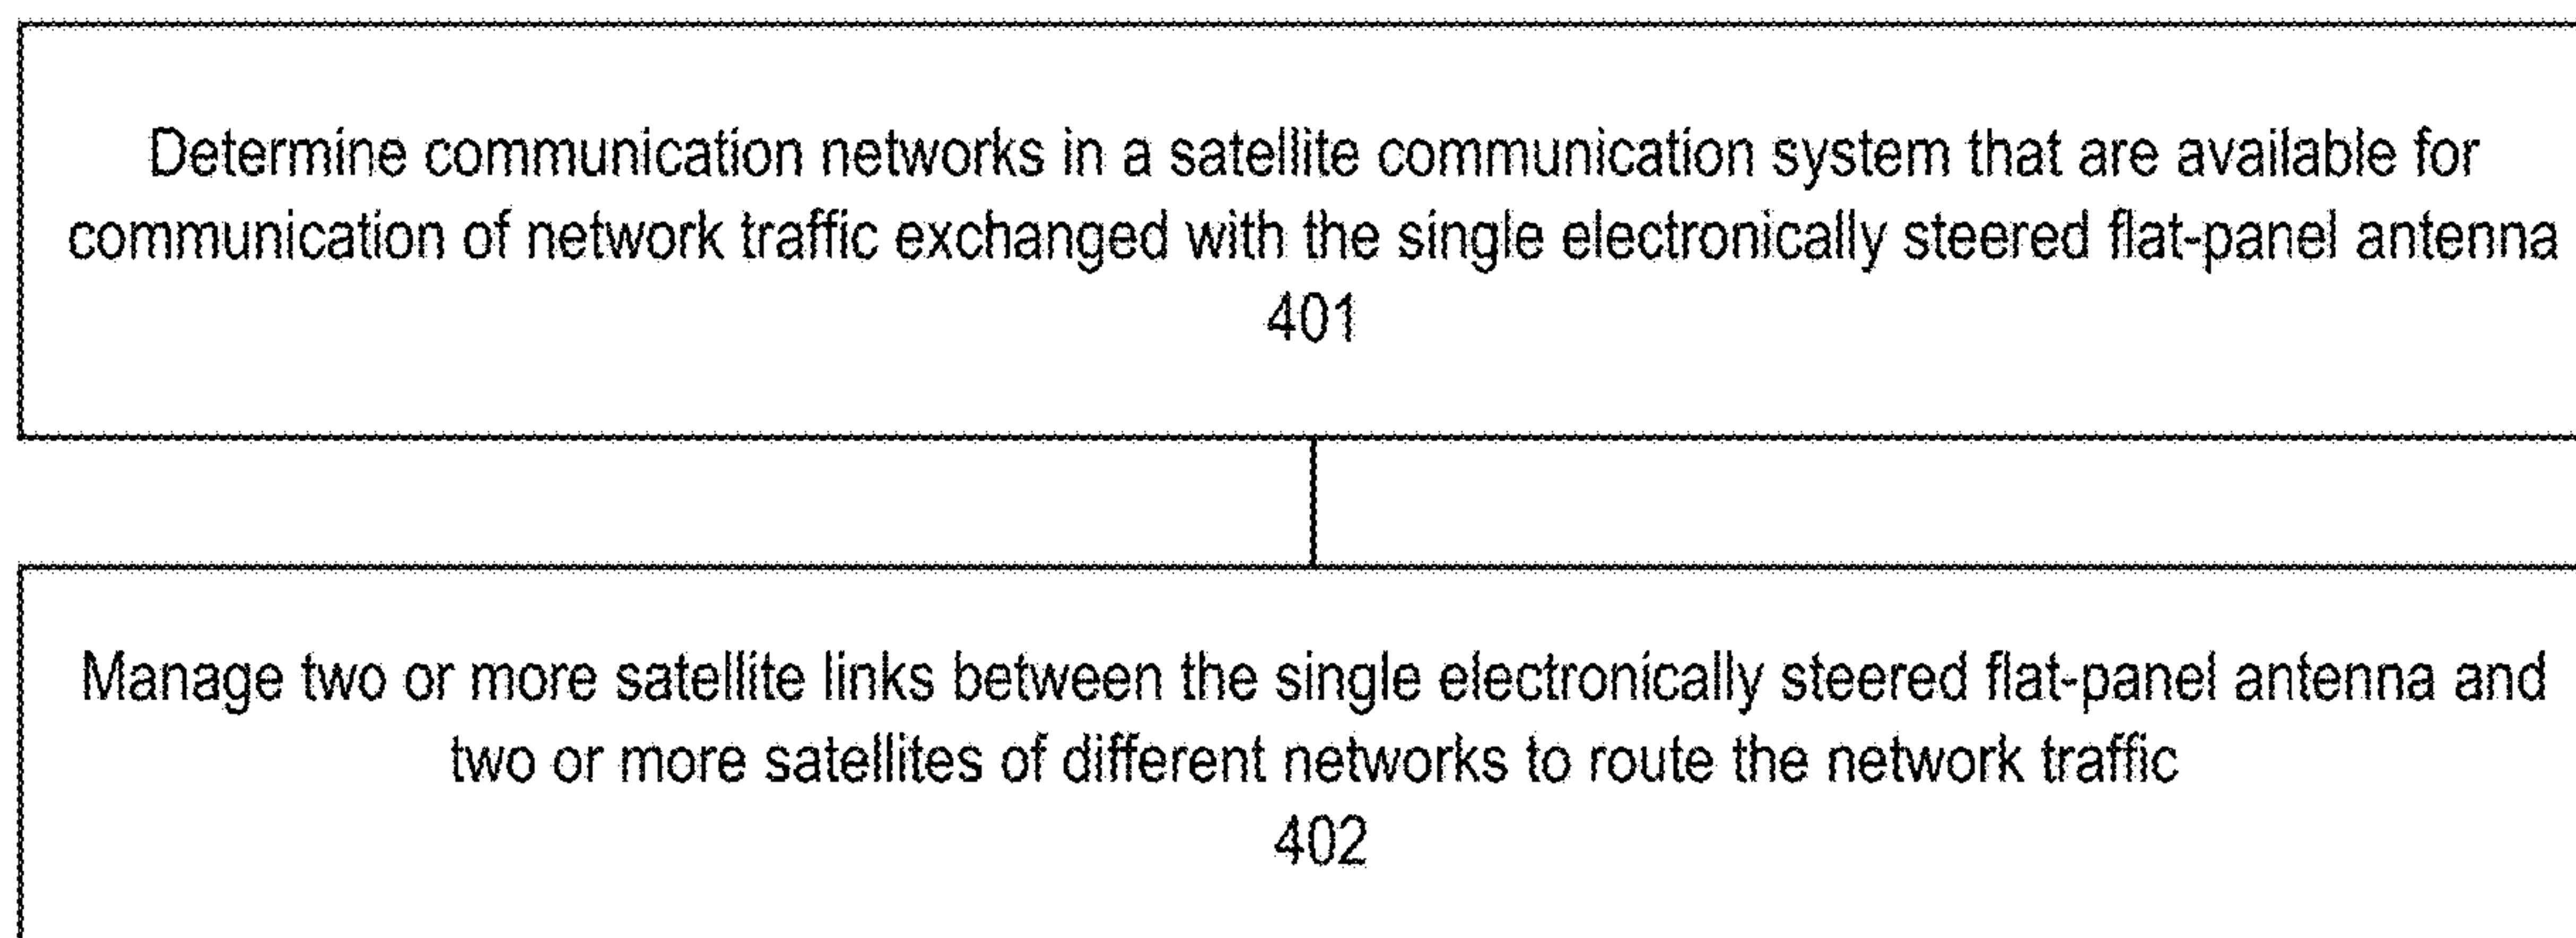 Determine communication networks in a satellite communication system that are available for
communication of network traffic exchanged with the single electronically steered flat-panel antenna
401
Manage two or more satellite links between the single electronically steered flat-panel antenna and
two or more satellites of different networks to route the network traffic
402